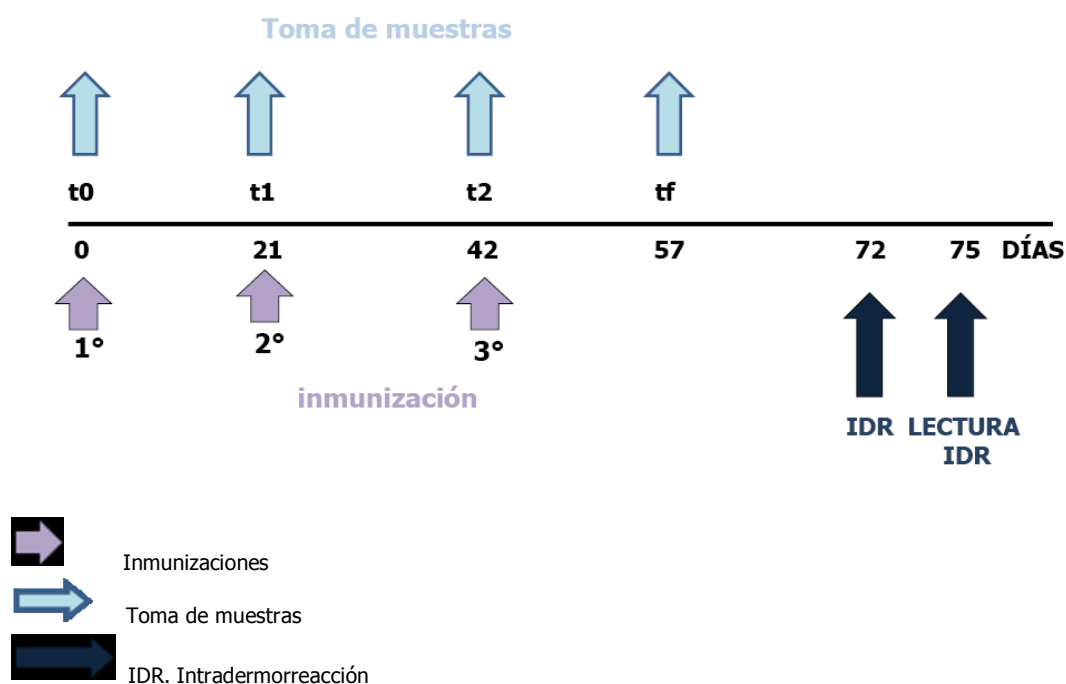 Toma de muestras
t0 t1 t2 tf
0 21 42 57 72 75 DÍAS
1° 2° 3°
inmunización
IDR LECTURA
IDR
Inmunizaciones
Toma de muestras
IDR. Intradermorreacción